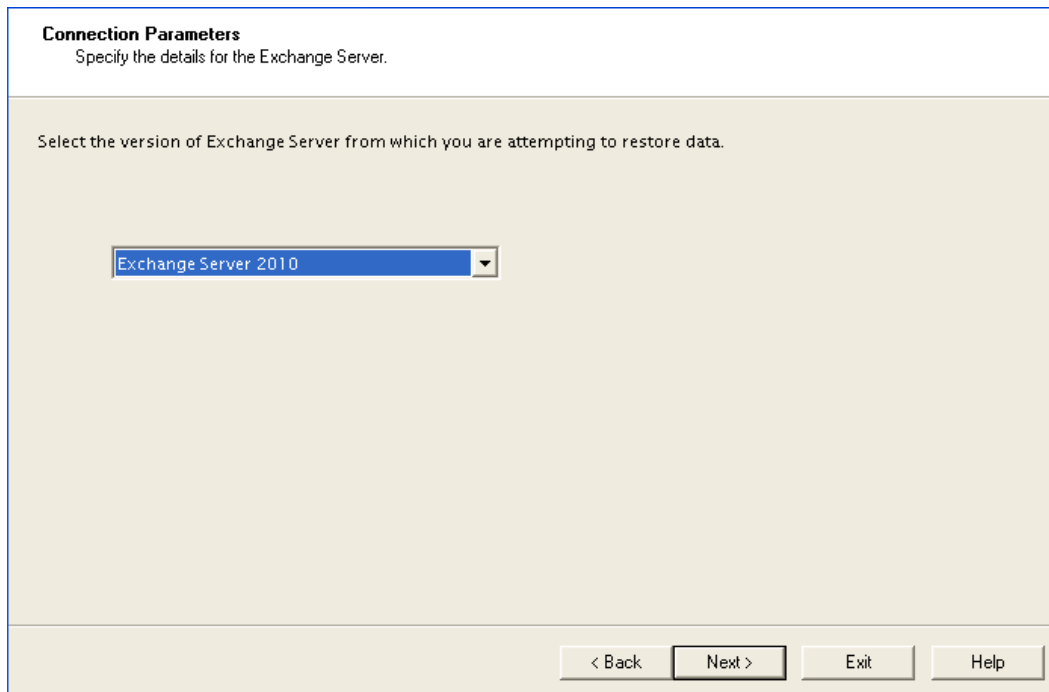 Connection Parameters
Specify the details for the Exchange Server.
Select the version of Exchange Server from which you are attempting to restore data.
Exchange Server 2010
< Back
Next >
Exit
Help